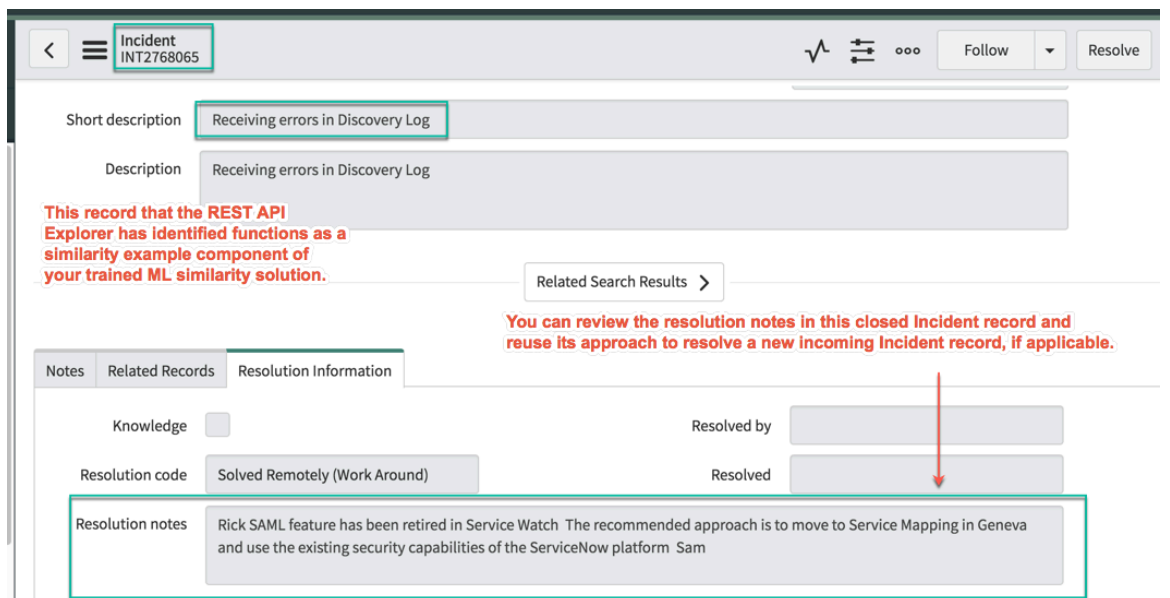 Incident
INT2768065
Follow
Resolve
Short description
Receiving errors in Discovery Log
Description
Receiving errors in Discovery Log
This record that the REST API
Explorer has identified functions as a
similarity example component of
your trained ML similarity solution.
Related Search Results
You can review the resolution notes in this closed Incident record and
reuse its approach to resolve a new incoming Incident record, if applicable.
Notes
Related Records
Resolution Information
Knowledge
Resolved by
Resolution code
Solved Remotely (Work Around)
Resolved
Resolution notes
Rick SAML feature has been retired in Service Watch The recommended approach is to move to Service Mapping in Geneva
and use the existing security capabilities of the ServiceNow platform Sam